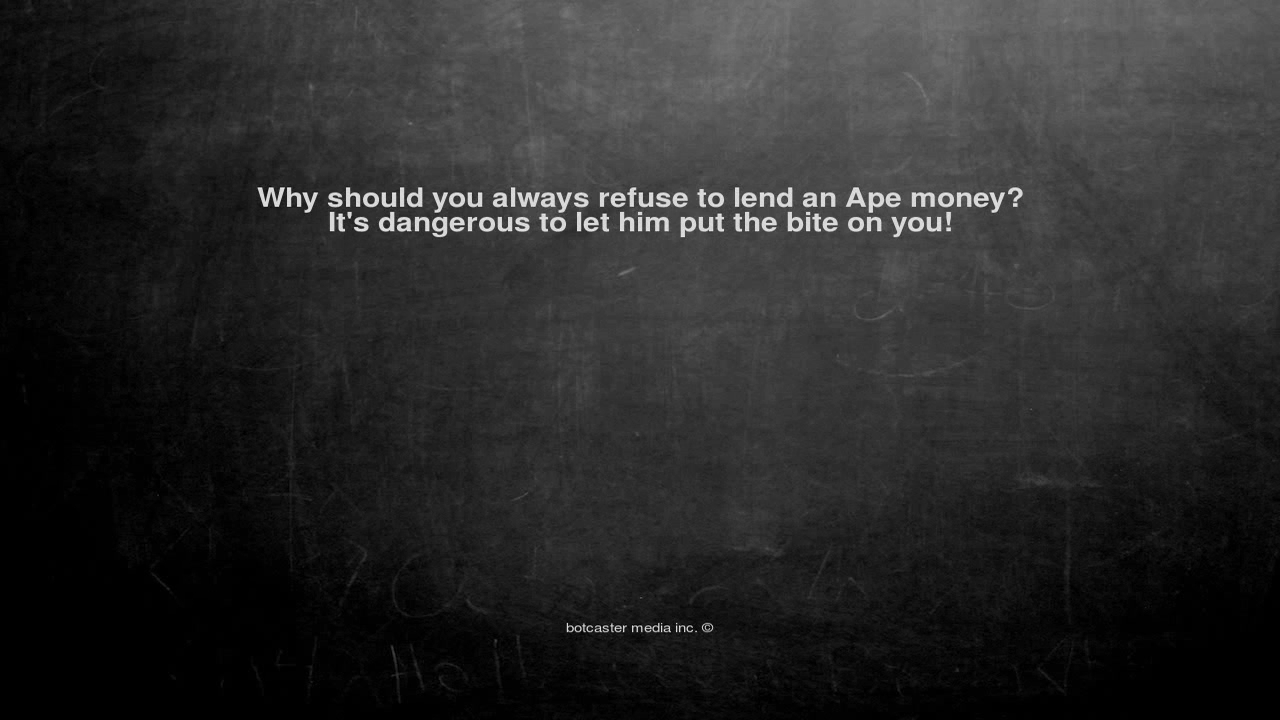 Why should you always refuse to lend an Ape money?
It's dangerous to let him put the bite on you!
botcaster media inc. ©